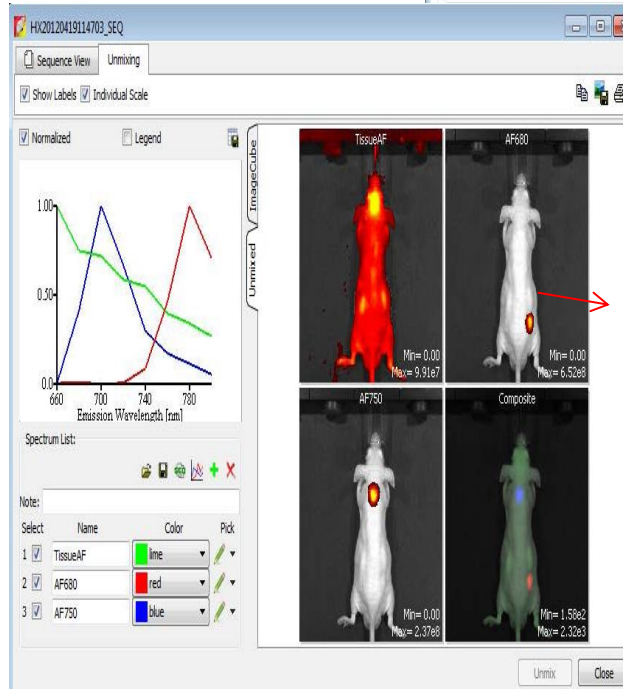 HX20120419114703_SEQ
Sequence View Unmixing
Show Labels Individual Scale
Normalized Legend
1.00
0.50
0.0
660 700 740 780
Emission Wavelength [nm]
ImageCube
Unmixed
TissueAF
Min= 0.00
Max= 9.91e7
AF680
Min= 0.00
Max= 6.52e8
AF750
Min= 0.00
Max= 2.37e8
Composite
Min= 1.58e2
Max= 2.32e3
Spectrum List:
Note:
Select Name Color Pick
1 TissueAF lime
2 AF680 red
3 AF750 blue
Unmix Close